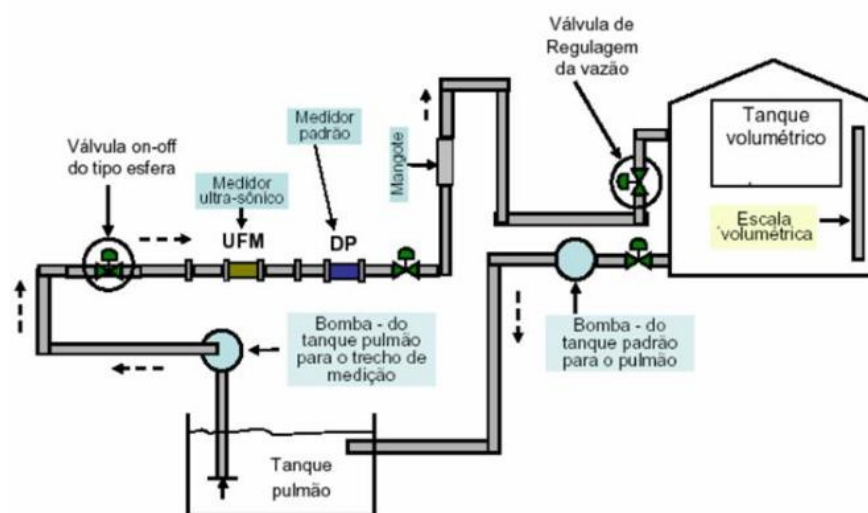 Válvula de
Regulagem
da vazão
Tanque
volumétrico
Medidor
padrão
Válvula on-off
do tipo esfera
Mangote
Medidor
ultra-sônico
Escala
volumétrica
UFM
DP
Bomba - do
tanque pulmão
para o trecho de
medição
Bomba - do
tanque padrão
para o pulmão
Tanque
pulmão